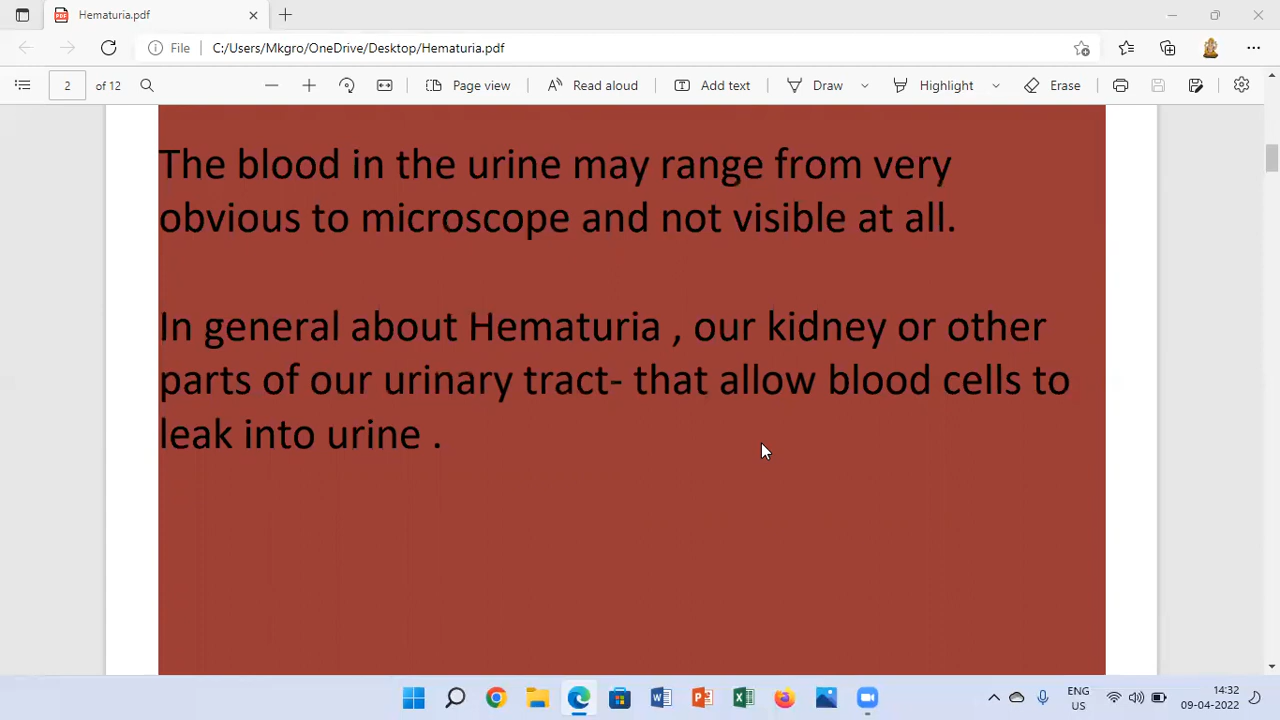 Hematuria.pdf
File
C:/Users/Mkgro/OneDrive/Desktop/Hematuria.pdf
2 of 12
Page view
Read aloud
Add text
Draw
Highlight
Erase
The blood in the urine may range from very
obvious to microscope and not visible at all.
In general about Hematuria , our kidney or other
parts of our urinary tract- that allow blood cells to
leak into urine .
ENG
US
14:32
09-04-2022